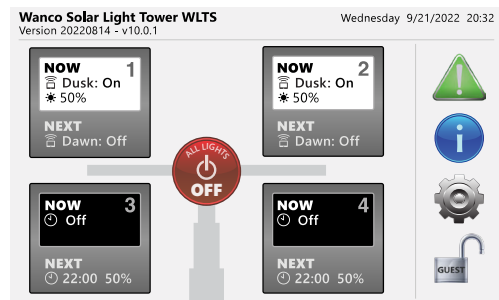 Wanco Solar Light Tower WLTS
Version 20220814 - v10.0.1
Wednesday 9/21/2022 20:32
NOW 1
Dusk: On
50%
NEXT
Dawn: Off
NOW 2
Dusk: On
50%
NEXT
Dawn: Off
ALL LIGHTS
OFF
NOW 3
Off
NEXT
22:00 50%
NOW 4
Off
NEXT
22:00 50%
GUEST